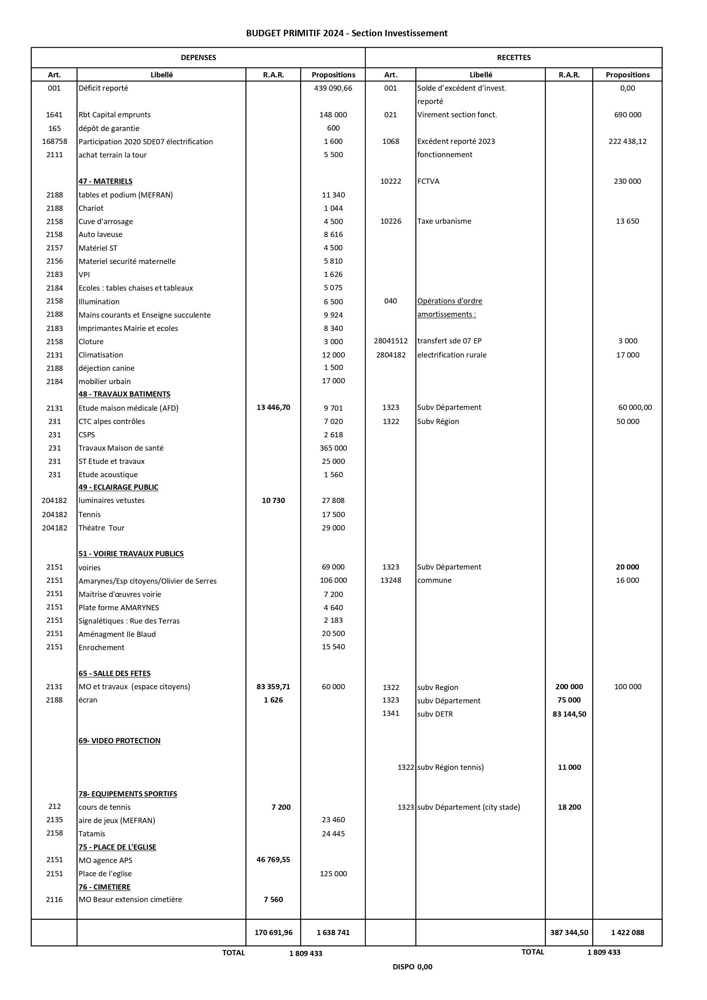 BUDGET PRIMITIF 2024 - Section Investissement
DEPENSES RECETTES
Art. Libellé R.A.R. Propositions Art. Libellé R.A.R. Propositions
001 Déficit reporté 439 090,66 001 Solde d’excédent d’invest. 0,00
reporté
1641 Rbt Capital emprunts 148 000 021 Virement section fonct. 690 000
165 dépôt de garantie 600
168758 Participation 2020 SDE07 électrification 1 600 1068 Excédent reporté 2023 222 438,12
2111 achat terrain la tour 5 500 fonctionnement
47 - MATERIELS 10222 FCTVA 230 000
2188 tables et podium (MEFRAN) 11 340
2188 Chariot 1 044
2158 Cuve d'arrosage 4 500 10226 Taxe urbanisme 13 650
2158 Auto laveuse 8 616
2157 Matériel ST 4 500
2156 Materiel securité maternelle 5 810
2183 VPI 1 626
2184 Ecoles : tables chaises et tableaux 5 075
2158 Illumination 6 500 040 Opérations d'ordre
2188 Mains courants et Enseigne succulente 9 924 amortissements :
2183 Imprimantes Mairie et ecoles 8 340
2158 Cloture 3 000 28041512 transfert sde 07 EP 3 000
2131 Climatisation 12 000 2804182 electrification rurale 17 000
2188 déjection canine 1 500
2184 mobilier urbain 17 000
48 - TRAVAUX BATIMENTS
2131 Etude maison médicale (AFD) 13 446,70 9 701 1323 Subv Département 60 000,00
231 CTC alpes contrôles 7 020 1322 Subv Région 50 000
231 CSPS 2 618
231 Travaux Maison de santé 365 000
231 ST Etude et travaux 25 000
231 Etude acoustique 1 560
49 - ECLAIRAGE PUBLIC
204182 luminaires vetustes 10 730 27 808
204182 Tennis 17 500
204182 Théatre Tour 29 000
51 - VOIRIE TRAVAUX PUBLICS
2151 voiries 69 000 1323 Subv Département 20 000
2151 Amarynes/Esp citoyens/Olivier de Serres 106 000 13248 commune 16 000
2151 Maitrise d'œuvres voirie 7 200
2151 Plate forme AMARYNES 4 640
2151 Signalétiques : Rue des Terras 2 183
2151 Aménagment Ile Blaud 20 500
2151 Enrochement 15 540
65 - SALLE DES FETES
2131 MO et travaux (espace citoyens) 83 359,71 60 000 1322 subv Region 200 000 100 000
2188 écran 1 626 1323 subv Département 75 000
1341 subv DETR 83 144,50
69- VIDEO PROTECTION
1322 subv Région tennis) 11 000
78- EQUIPEMENTS SPORTIFS
212 cours de tennis 7 200 1323 subv Département (city stade) 18 200
2135 aire de jeux (MEFRAN) 23 460
2158 Tatamis 24 445
75 - PLACE DE L'EGLISE
2151 MO agence APS 46 769,55
2151 Place de l'eglise 125 000
76 - CIMETIERE
2116 MO Beaur extension cimetière 7 560
170 691,96 1 638 741 387 344,50 1 422 088
TOTAL 1 809 433 TOTAL 1 809 433
DISPO 0,00